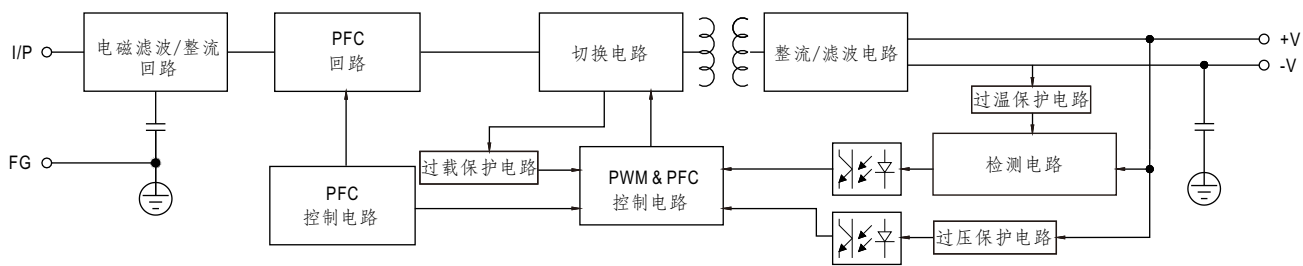 I/P
电磁滤波/整流
回路
PFC
回路
切换电路
整流/滤波电路
+V
-V
过温保护电路
FG
PFC
控制电路
过载保护电路
PWM & PFC
控制电路
检测电路
过压保护电路